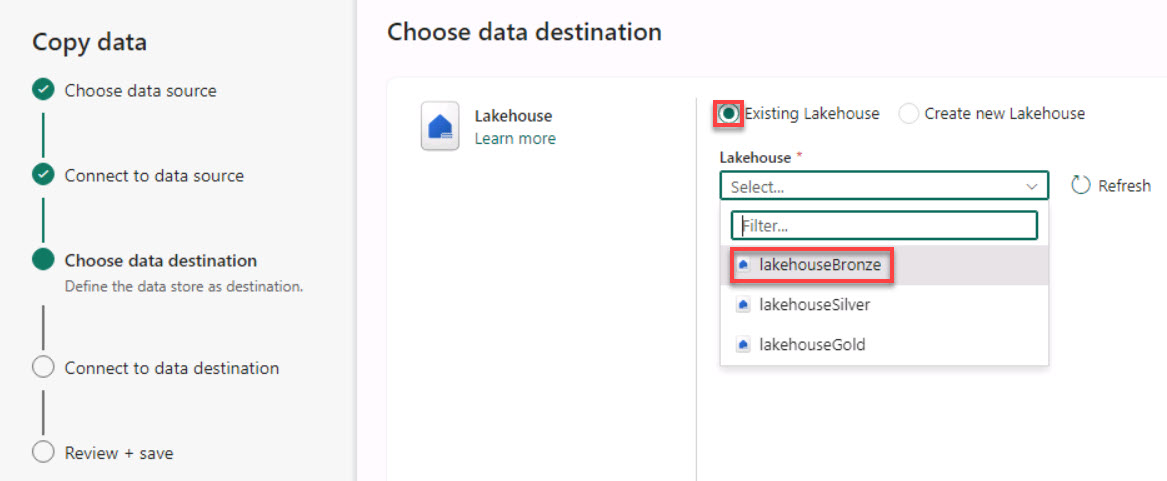 Copy data
Choose data source
Connect to data source
Choose data destination
Define the data store as destination.
Connect to data destination
Review + save
Choose data destination
Lakehouse
Learn more
Existing Lakehouse
Create new Lakehouse
Lakehouse *
Select...
Refresh
Filter...
lakehouseBronze
lakehouseSilver
lakehouseGold